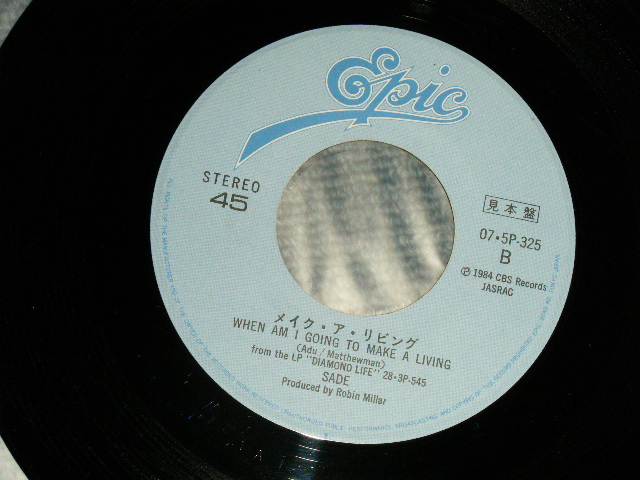 Epic
STEREO
45
見本盤
07・5P-325
B
Ⓟ 1984 CBS Records
JASRAC
メイク・ア・リビング
WHEN AM I GOING TO MAKE A LIVING
(Adu / Matthewman)
from the LP "DIAMOND LIFE" 28・3P-545
SADE
Produced by Robin Millar